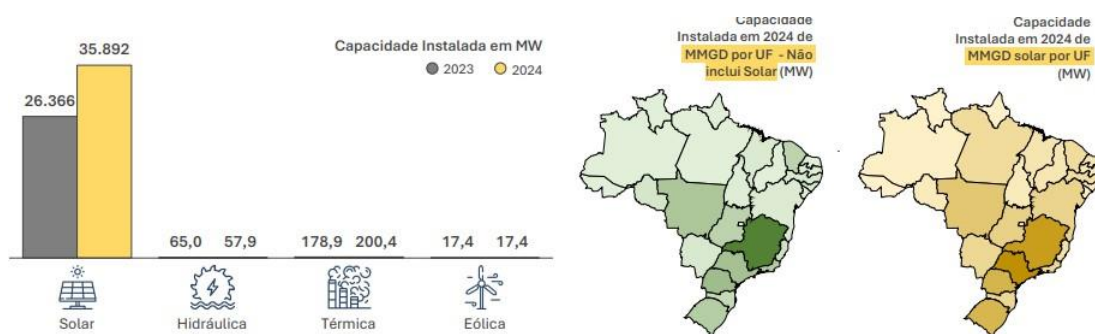 35.892
26.366
Capacidade Instalada em MW
2023 2024
65,0 57,9 178,9 200,4 17,4 17,4
Solar Hidráulica Térmica Eólica
Capacidade
Instalada em 2024 de
MMGD por UF - Não
inclui Solar (MW)
Capacidade
Instalada em 2024 de
MMGD solar por UF
(MW)